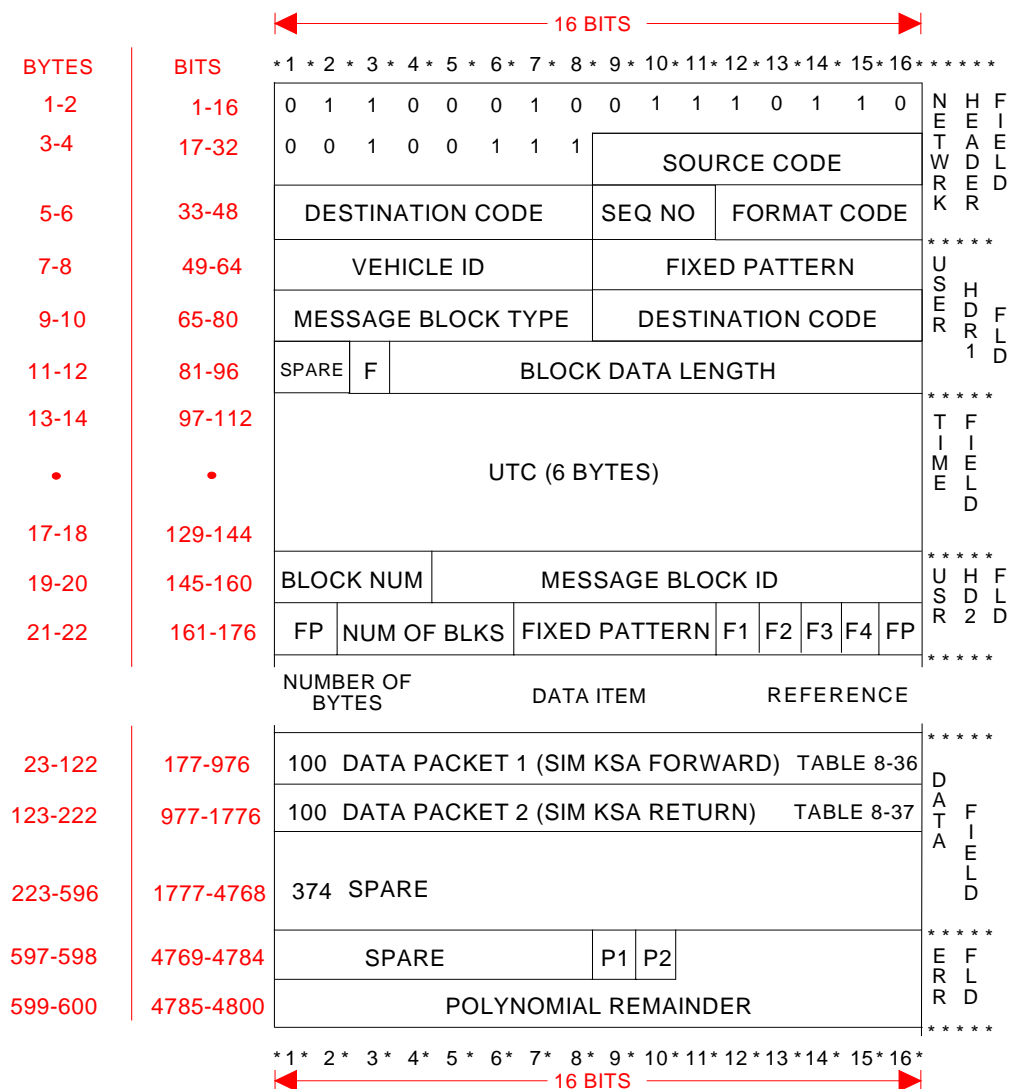 16 BITS
BYTES BITS *1 * 2 * 3 * 4 * 5 * 6 * 7 * 8 * 9 * 10 * 11 * 12 * 13 * 14 * 15 * 16 * * * * * *
1-2 1-16 0 1 1 0 0 0 1 0 0 1 1 1 0 1 1 0
3-4 17-32 0 0 1 0 0 1 1 1 SOURCE CODE
NETWRK HEADER FIELD
5-6 33-48 DESTINATION CODE SEQ NO FORMAT CODE
* * * * *
7-8 49-64 VEHICLE ID FIXED PATTERN
9-10 65-80 MESSAGE BLOCK TYPE DESTINATION CODE
USER HDR1 FLD
11-12 81-96 SPARE F BLOCK DATA LENGTH
* * * * *
13-14 97-112
• • UTC (6 BYTES)
TIME FIELD
17-18 129-144
* * * * *
19-20 145-160 BLOCK NUM MESSAGE BLOCK ID
USR HD2 FLD
21-22 161-176 FP NUM OF BLKS FIXED PATTERN F1 F2 F3 F4 FP
* * * * *
NUMBER OF
BYTES DATA ITEM REFERENCE
* * * * *
23-122 177-976 100 DATA PACKET 1 (SIM KSA FORWARD) TABLE 8-36
123-222 977-1776 100 DATA PACKET 2 (SIM KSA RETURN) TABLE 8-37
DATA FIELD
223-596 1777-4768 374 SPARE
* * * * *
597-598 4769-4784 SPARE P1 P2
ERR FLD
599-600 4785-4800 POLYNOMIAL REMAINDER
* * * * *
*1 * 2 * 3 * 4 * 5 * 6 * 7 * 8 * 9 * 10 * 11 * 12 * 13 * 14 * 15 * 16 *
16 BITS